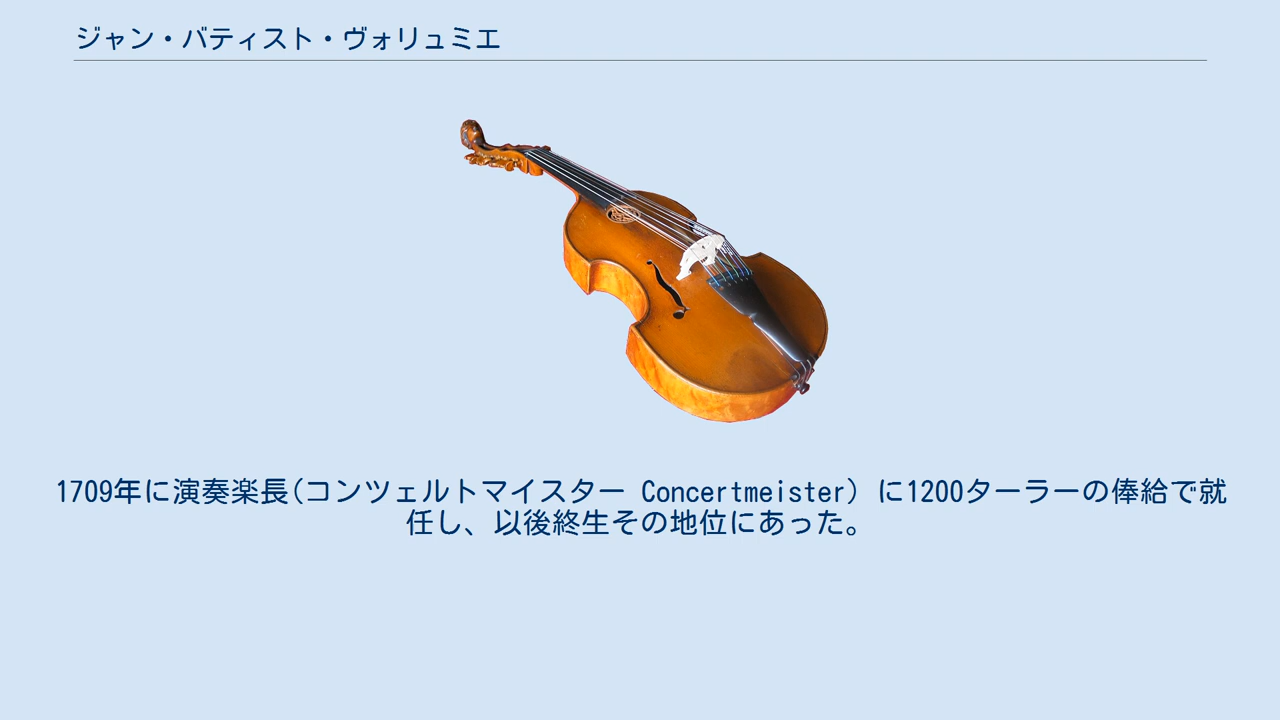 ジャン・バティスト・ヴォリュミエ
1709年に演奏楽長(コンツェルトマイスター Concertmeister) に1200ターラーの俸給で就
任し、以後終生その地位にあった。